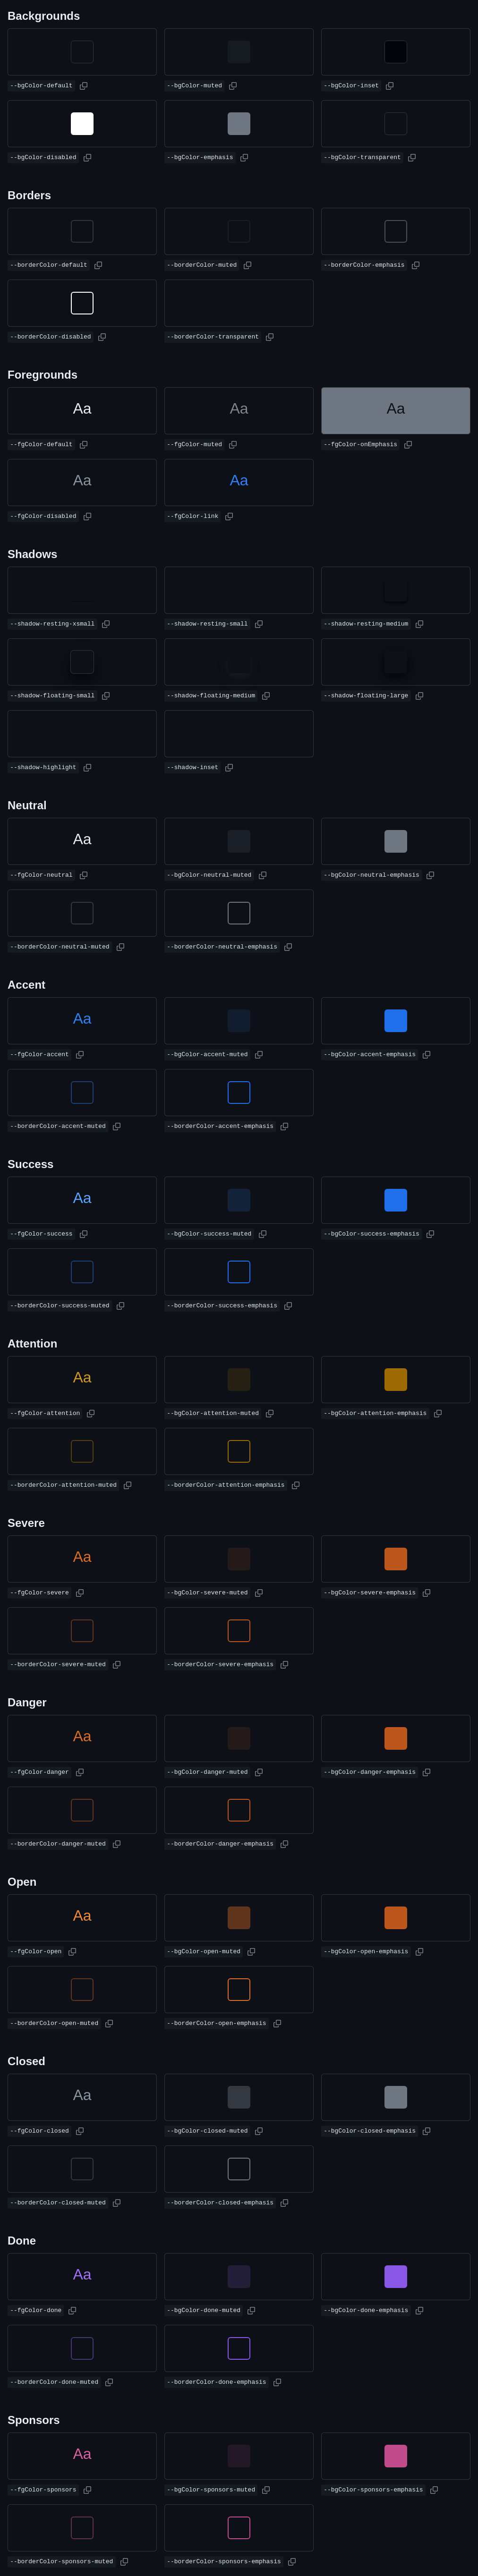 Backgrounds
--bgColor-default
--bgColor-muted
--bgColor-inset
--bgColor-disabled
--bgColor-emphasis
--bgColor-transparent
Borders
--borderColor-default
--borderColor-muted
--borderColor-emphasis
--borderColor-disabled
--borderColor-transparent
Foregrounds
Aa
Aa
Aa
--fgColor-default
--fgColor-muted
--fgColor-onEmphasis
Aa
Aa
--fgColor-disabled
--fgColor-link
Shadows
--shadow-resting-xsmall
--shadow-resting-small
--shadow-resting-medium
--shadow-floating-small
--shadow-floating-medium
--shadow-floating-large
--shadow-highlight
--shadow-inset
Neutral
Aa
--fgColor-neutral
--bgColor-neutral-muted
--bgColor-neutral-emphasis
--borderColor-neutral-muted
--borderColor-neutral-emphasis
Accent
Aa
--fgColor-accent
--bgColor-accent-muted
--bgColor-accent-emphasis
--borderColor-accent-muted
--borderColor-accent-emphasis
Success
Aa
--fgColor-success
--bgColor-success-muted
--bgColor-success-emphasis
--borderColor-success-muted
--borderColor-success-emphasis
Attention
Aa
--fgColor-attention
--bgColor-attention-muted
--bgColor-attention-emphasis
--borderColor-attention-muted
--borderColor-attention-emphasis
Severe
Aa
--fgColor-severe
--bgColor-severe-muted
--bgColor-severe-emphasis
--borderColor-severe-muted
--borderColor-severe-emphasis
Danger
Aa
--fgColor-danger
--bgColor-danger-muted
--bgColor-danger-emphasis
--borderColor-danger-muted
--borderColor-danger-emphasis
Open
Aa
--fgColor-open
--bgColor-open-muted
--bgColor-open-emphasis
--borderColor-open-muted
--borderColor-open-emphasis
Closed
Aa
--fgColor-closed
--bgColor-closed-muted
--bgColor-closed-emphasis
--borderColor-closed-muted
--borderColor-closed-emphasis
Done
Aa
--fgColor-done
--bgColor-done-muted
--bgColor-done-emphasis
--borderColor-done-muted
--borderColor-done-emphasis
Sponsors
Aa
--fgColor-sponsors
--bgColor-sponsors-muted
--bgColor-sponsors-emphasis
--borderColor-sponsors-muted
--borderColor-sponsors-emphasis